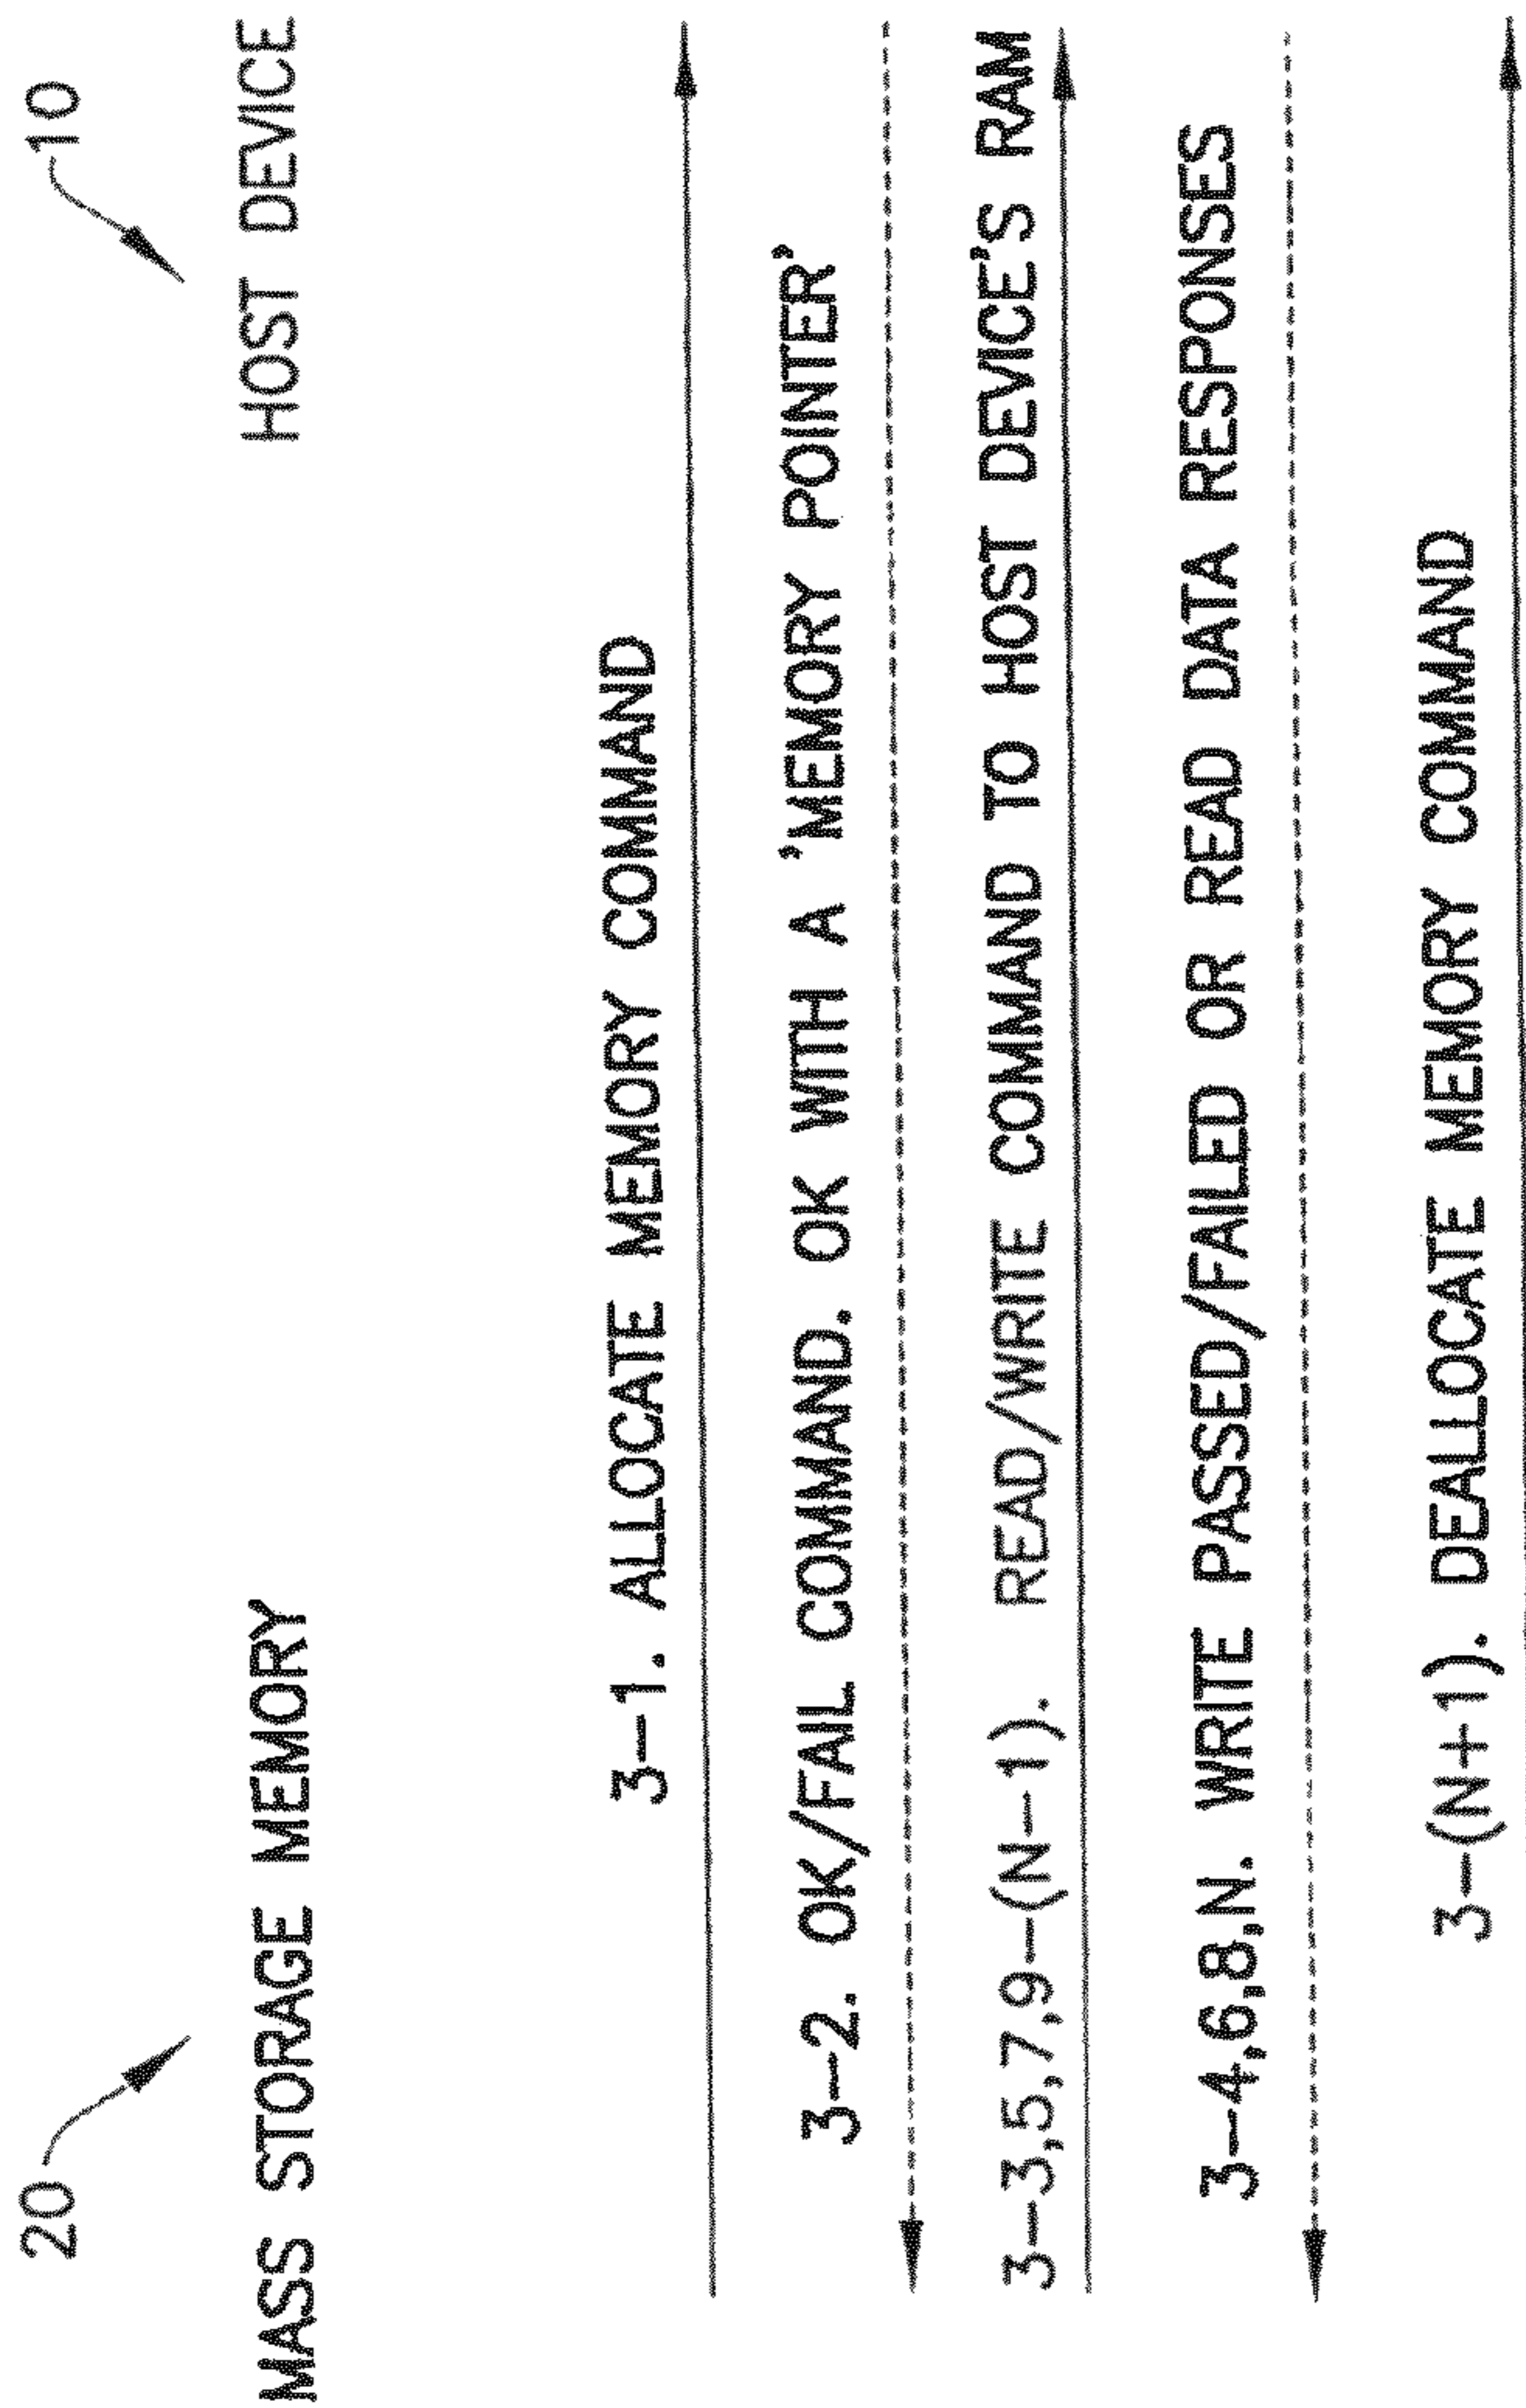 20
10
MASS STORAGE MEMORY
HOST DEVICE
3-1. ALLOCATE MEMORY COMMAND
3-2. OK/FAIL COMMAND. OK WITH A 'MEMORY POINTER'
3-3,5,7,9-(N-1). READ/WRITE COMMAND TO HOST DEVICE'S RAM
3-4,6,8,N. WRITE PASSED/FAILED OR READ DATA RESPONSES
3-(N+1). DEALLOCATE MEMORY COMMAND